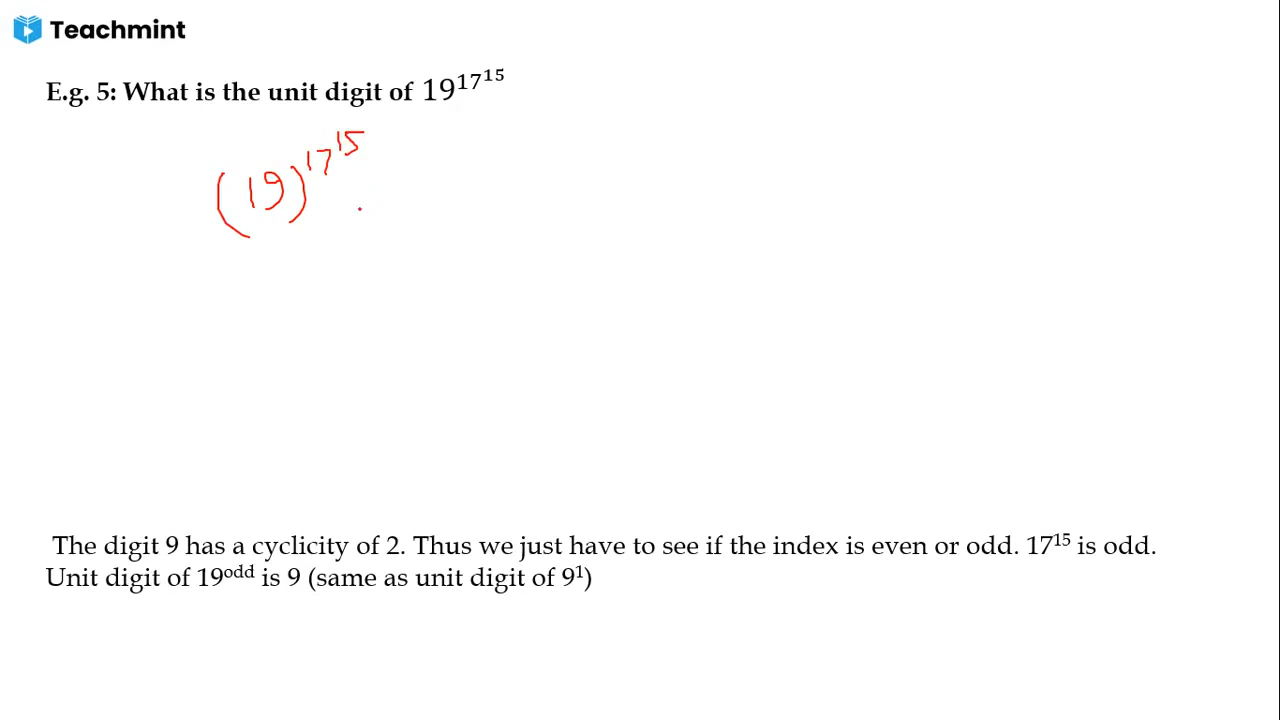 Teachmint
E.g. 5: What is the unit digit of 19^17^15
(19)^17^15
The digit 9 has a cyclicity of 2. Thus we just have to see if the index is even or odd. 17^15 is odd.
Unit digit of 19^odd is 9 (same as unit digit of 9^1)